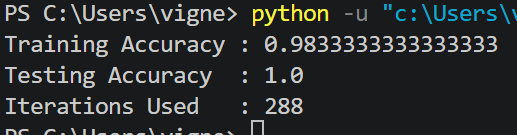 PS C:\Users\vigne> python -u "c:\Users\
Training Accuracy : 0.9833333333333333
Testing Accuracy : 1.0
Iterations Used : 288
PS C:\Users\vigne>